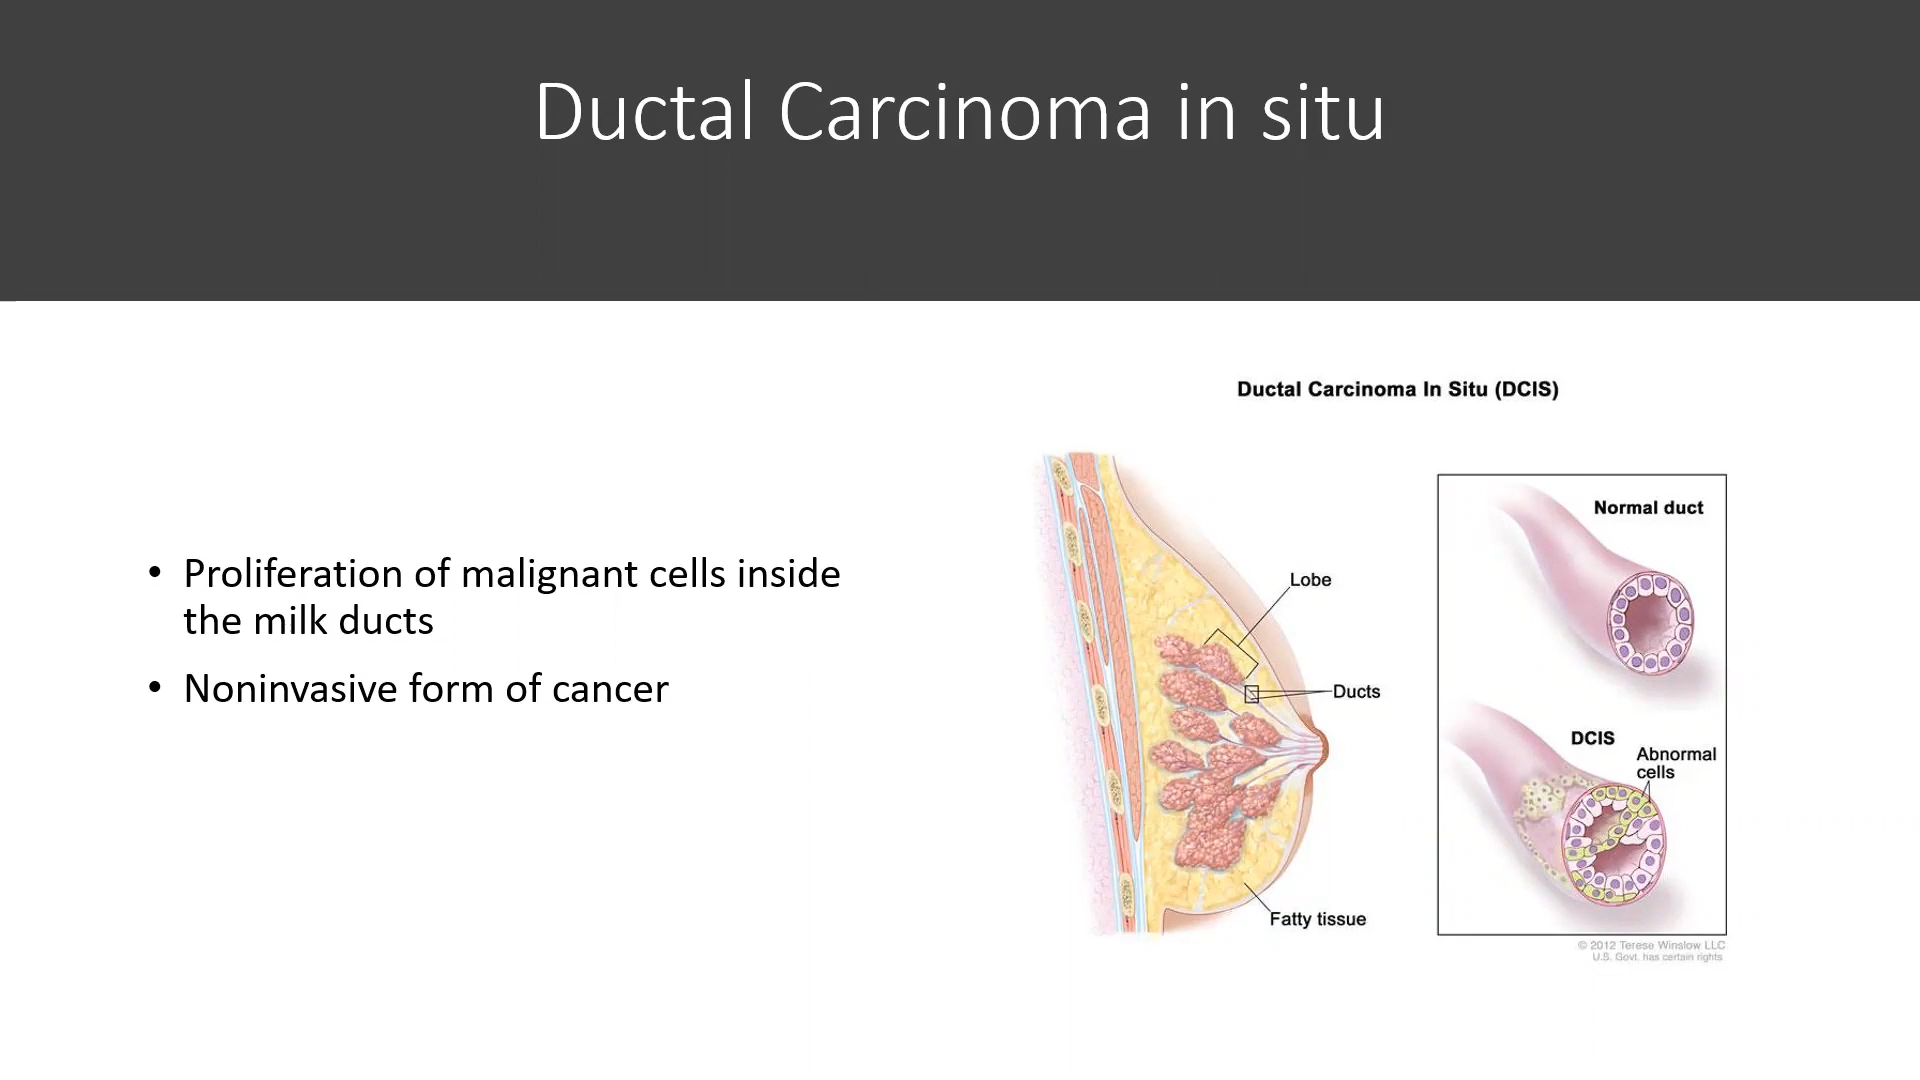 Ductal Carcinoma in situ
• Proliferation of malignant cells inside
the milk ducts
• Noninvasive form of cancer
Ductal Carcinoma In Situ (DCIS)
Lobe
Ducts
Fatty tissue
Normal duct
DCIS
Abnormal
cells
© 2012 Terese Winslow LLC
U.S. Govt. has certain rights